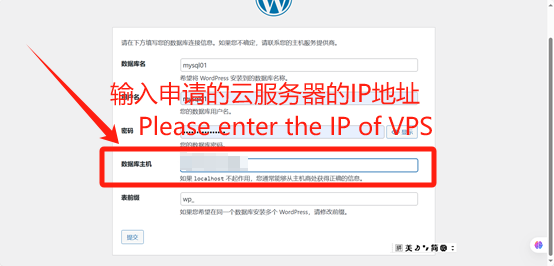 请在下方填写您的数据库连接信息。如果您不确定，请联系您的主机服务提供商。
数据库名
mysql01
希望将 WordPress 安装到的数据库名称。
输入申请的云服务器的IP地址
您的数据库用户名。
Please enter the IP of VPS
密码
您的数据库密码。
数据库主机
如果 localhost 不起作用，您通常能够从主机商处获得正确的信息。
表前缀
wp_
如果您希望在同一个数据库安装多个 WordPress，请修改前缀。
提交
拼 英 简